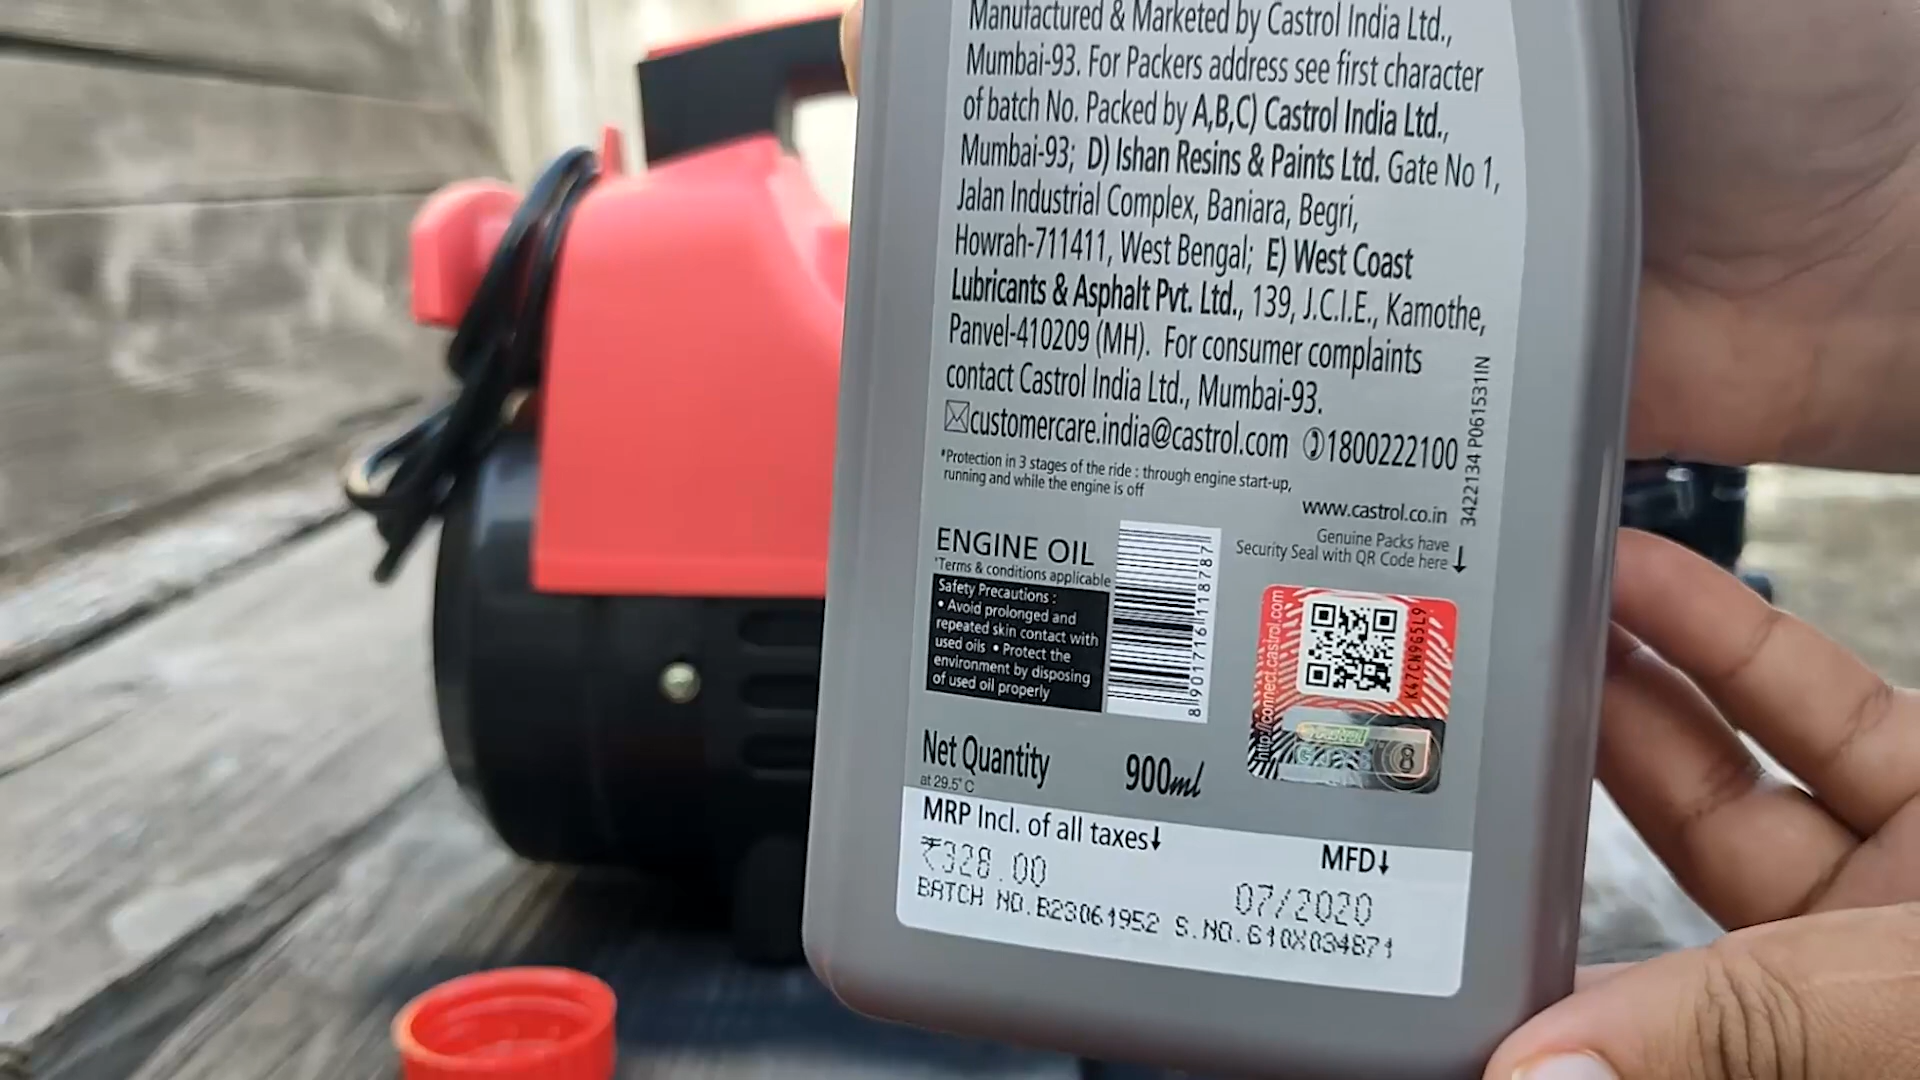 Manufactured & Marketed by Castrol India Ltd.,
Mumbai-93. For Packers address see first character
of batch No. Packed by A,B,C) Castrol India Ltd.,
Mumbai-93; D) Ishan Resins & Paints Ltd. Gate No 1,
Jalan Industrial Complex, Baniara, Begri,
Howrah-711411, West Bengal; E) West Coast
Lubricants & Asphalt Pvt. Ltd., 139, J.C.I.E., Kamothe,
Panvel-410209 (MH). For consumer complaints
contact Castrol India Ltd., Mumbai-93.
customercare.india@castrol.com 1800222100
3422134 P061531IN
*Protection in 3 stages of the ride : through engine start-up,
running and while the engine is off
www.castrol.co.in
Genuine Packs have
Security Seal with QR Code here
ENGINE OIL
*Terms & conditions applicable
Safety Precautions :
• Avoid prolonged and
repeated skin contact with
used oils • Protect the
environment by disposing
of used oil properly
8 901716 118787
http://connect.castrol.com
K47CN9G5L9
8
Net Quantity 900ml
at 29.5° C
MRP Incl. of all taxes↓
MFD↓
₹328.00
07/2020
BATCH NO.B23061952 S.NO.G10X034871